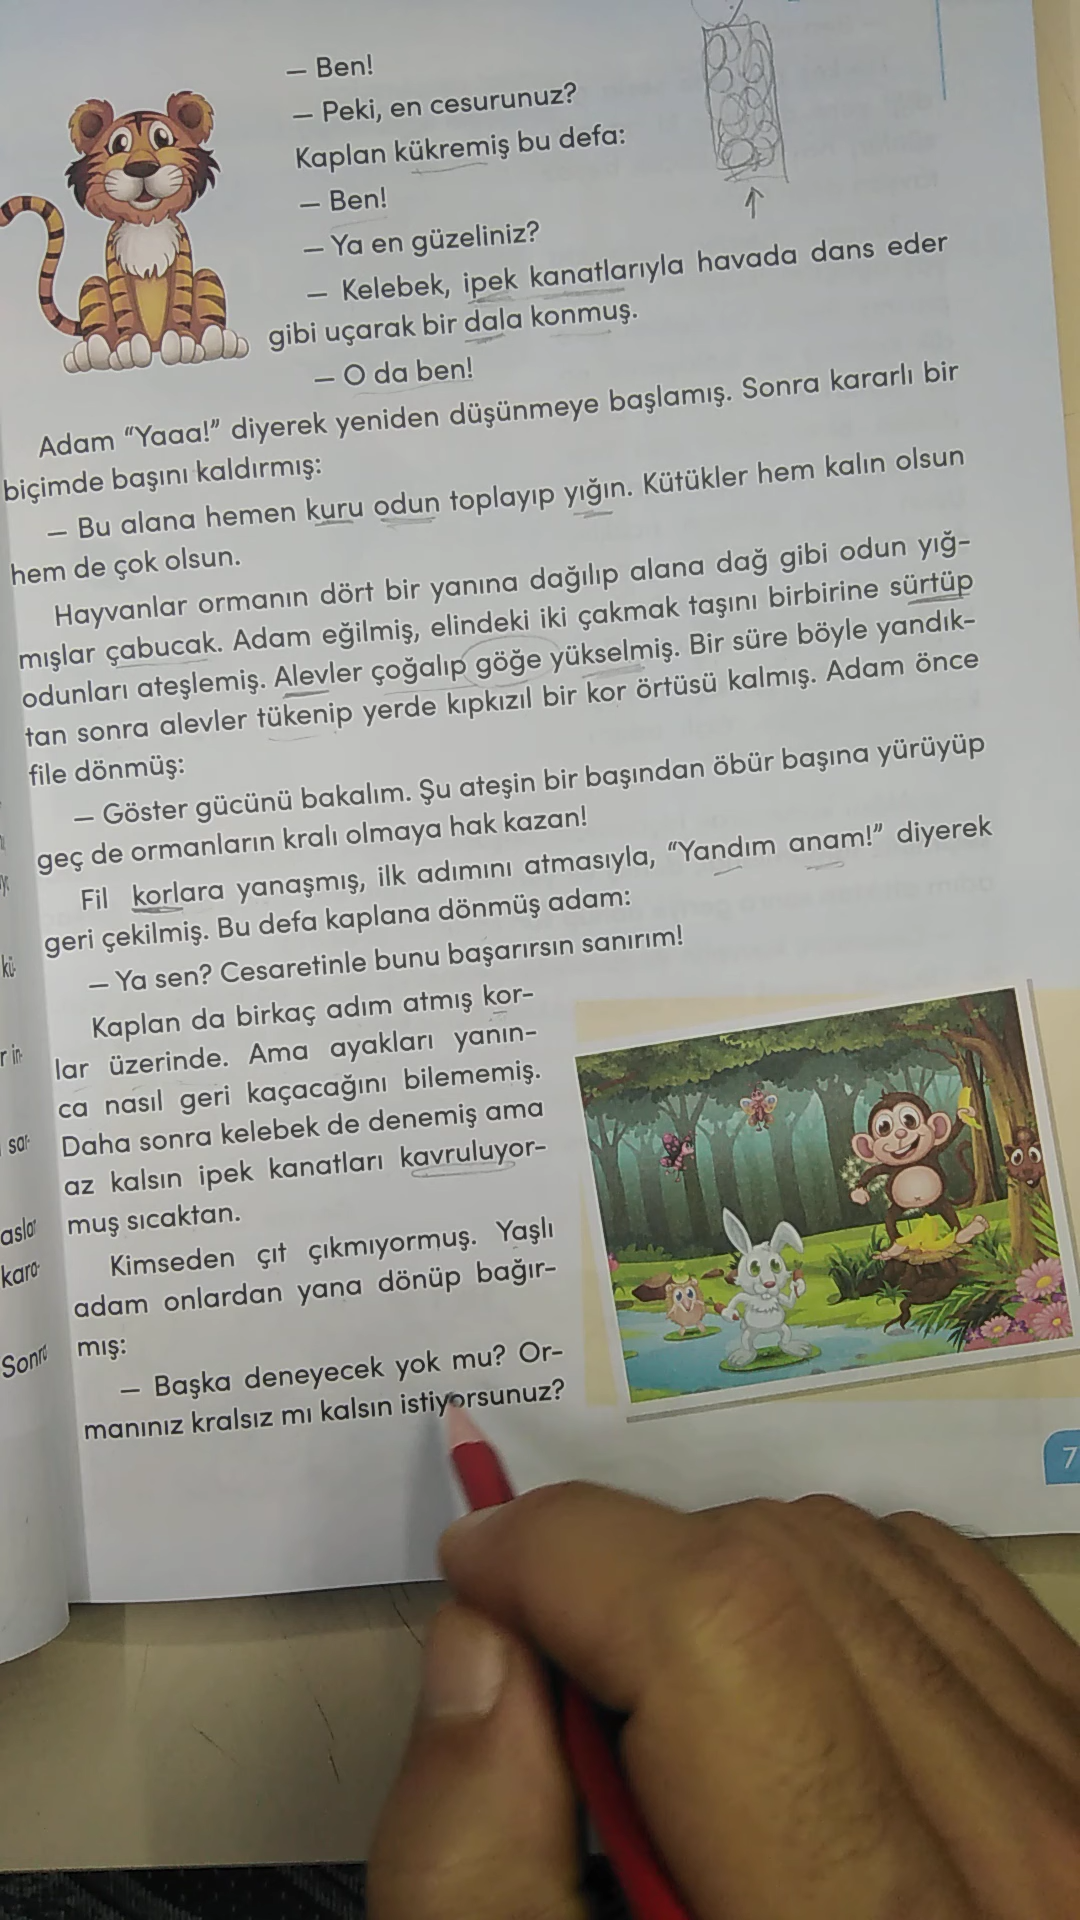 — Ben!
— Peki, en cesurunuz?
Kaplan kükremiş bu defa:
— Ben!
— Ya en güzeliniz?
— Kelebek, ipek kanatlarıyla havada dans eder
gibi uçarak bir dala konmuş.
— O da ben!
Adam “Yaaa!” diyerek yeniden düşünmeye başlamış. Sonra kararlı bir
biçimde başını kaldırmış:
— Bu alana hemen kuru odun toplayıp yığın. Kütükler hem kalın olsun
hem de çok olsun.
Hayvanlar ormanın dört bir yanına dağılıp alana dağ gibi odun yığ-
mışlar çabucak. Adam eğilmiş, elindeki iki çakmak taşını birbirine sürtüp
odunları ateşlemiş. Alevler çoğalıp göğe yükselmiş. Bir süre böyle yandık-
tan sonra alevler tükenip yerde kıpkızıl bir kor örtüsü kalmış. Adam önce
file dönmüş:
— Göster gücünü bakalım. Şu ateşin bir başından öbür başına yürüyüp
geç de ormanların kralı olmaya hak kazan!
Fil korlara yanaşmış, ilk adımını atmasıyla, “Yandım anam!” diyerek
geri çekilmiş. Bu defa kaplana dönmüş adam:
— Ya sen? Cesaretinle bunu başarırsın sanırım!
Kaplan da birkaç adım atmış kor-
lar üzerinde. Ama ayakları yanın-
ca nasıl geri kaçacağını bilememiş.
Daha sonra kelebek de denemiş ama
az kalsın ipek kanatları kavruluyor-
muş sıcaktan.
Kimseden çıt çıkmıyormuş. Yaşlı
adam onlardan yana dönüp bağır-
mış:
— Başka deneyecek yok mu? Or-
manınız kralsız mı kalsın istiyorsunuz?
7